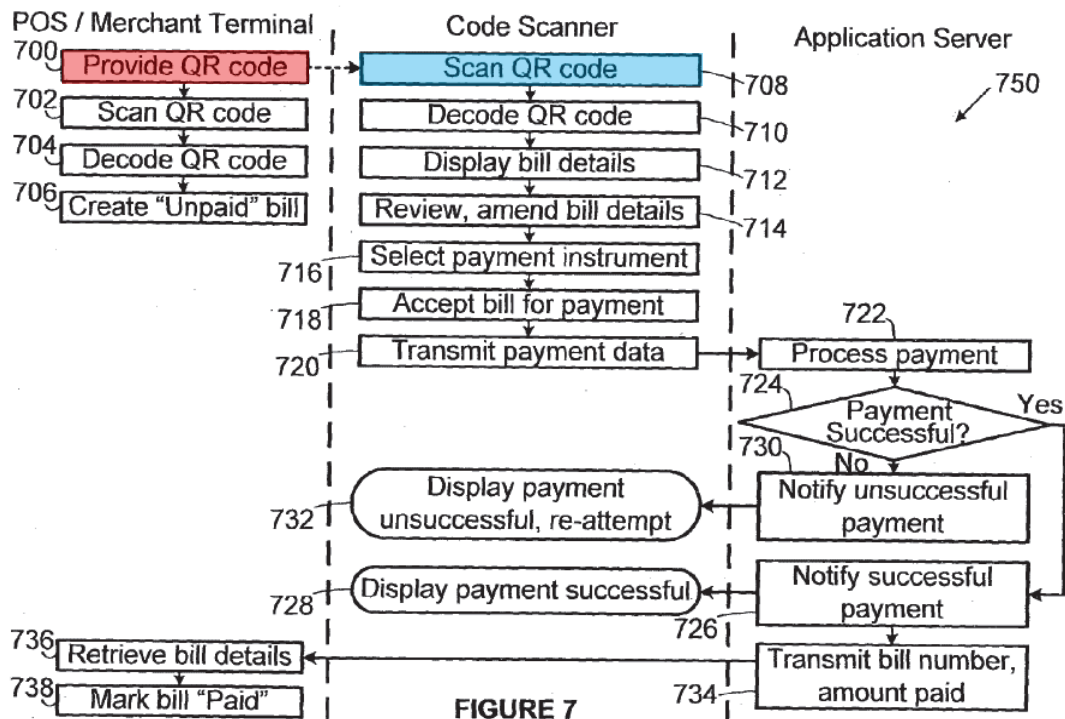 POS / Merchant Terminal
Code Scanner
Application Server
700
Provide QR code
Scan QR code
708
750
702
Scan QR code
Decode QR code
710
704
Decode QR code
Display bill details
712
706
Create “Unpaid” bill
Review, amend bill details
714
716
Select payment instrument
718
Accept bill for payment
720
Transmit payment data
722
Process payment
724
Payment
Successful?
Yes
No
730
Notify unsuccessful
payment
732
Display payment
unsuccessful, re-attempt
728
Display payment successful
Notify successful
payment
726
736
Retrieve bill details
Transmit bill number,
amount paid
734
738
Mark bill “Paid”
FIGURE 7